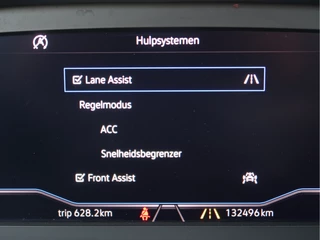 Hulpsystemen
Lane Assist
Regelmodus
ACC
Snelheidsbegrenzer
Front Assist
trip 628.2km 132496km